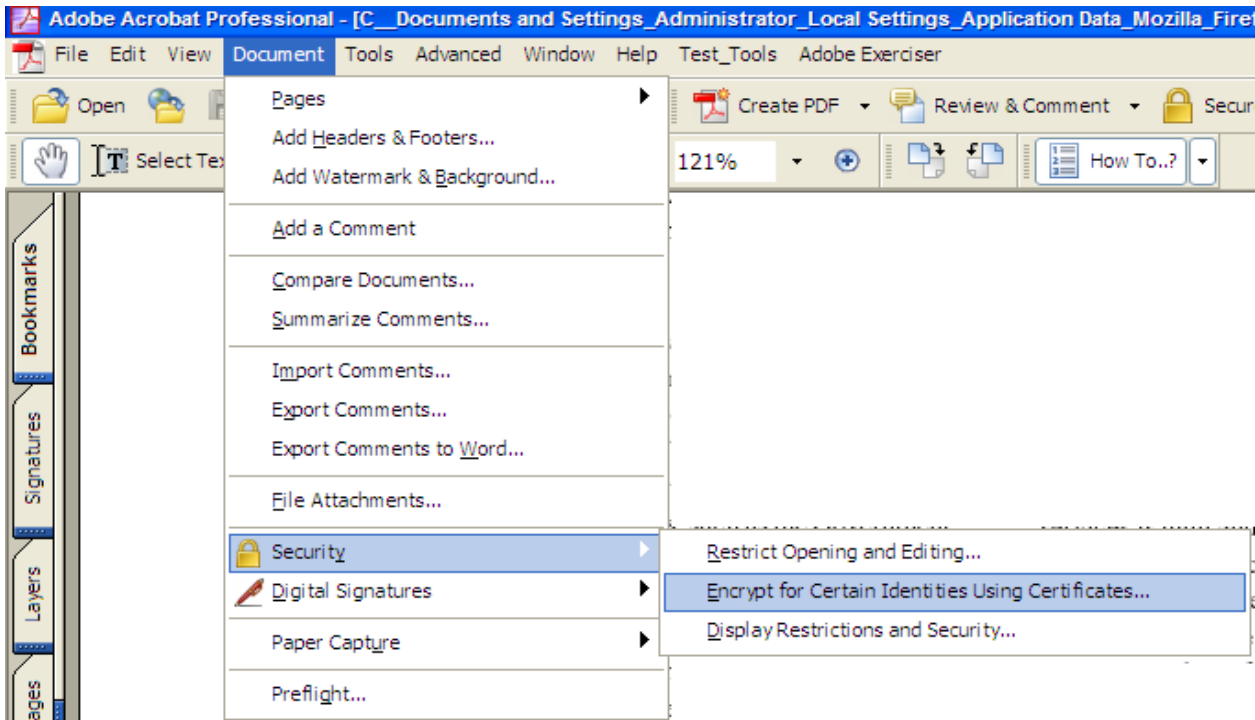 Adobe Acrobat Professional - [C__Documents and Settings_Administrator_Local Settings_Application Data_Mozilla_Firef
File Edit View Document Tools Advanced Window Help Test_Tools Adobe Exerciser
Open Create PDF Review & Comment Secur
Select Tex 121% How To..?
Pages
Add Headers & Footers...
Add Watermark & Background...
Add a Comment
Compare Documents...
Summarize Comments...
Import Comments...
Export Comments...
Export Comments to Word...
File Attachments...
Security
Digital Signatures
Paper Capture
Preflight...
Restrict Opening and Editing...
Encrypt for Certain Identities Using Certificates...
Display Restrictions and Security...
Bookmarks
Signatures
Layers
ages